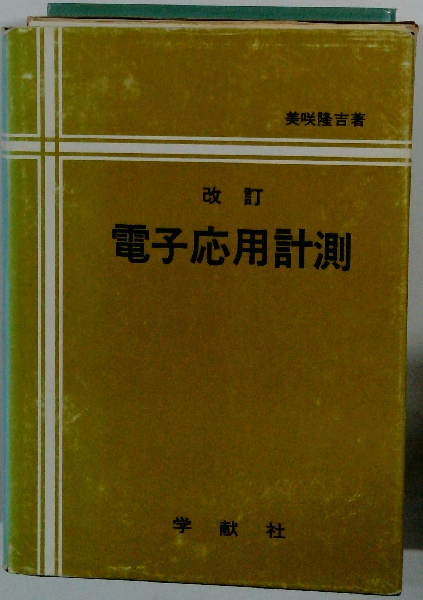 美咲隆吉著
改訂
電子応用計測
学献社